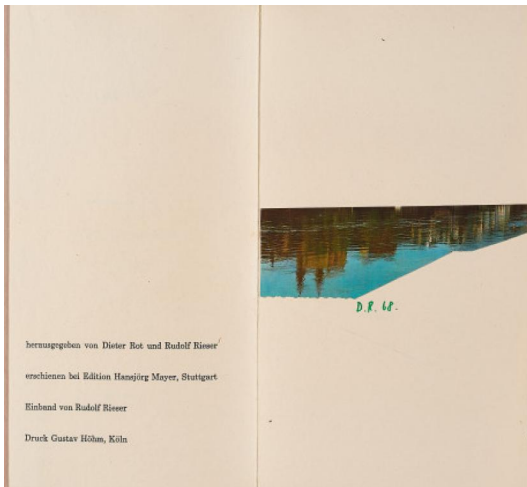 herausgegeben von Dieter Rot und Rudolf Rieser
erschienen bei Edition Hansjörg Mayer, Stuttgart
Einband von Rudolf Rieser
Druck Gustav Höhm, Köln
D.R. 68.